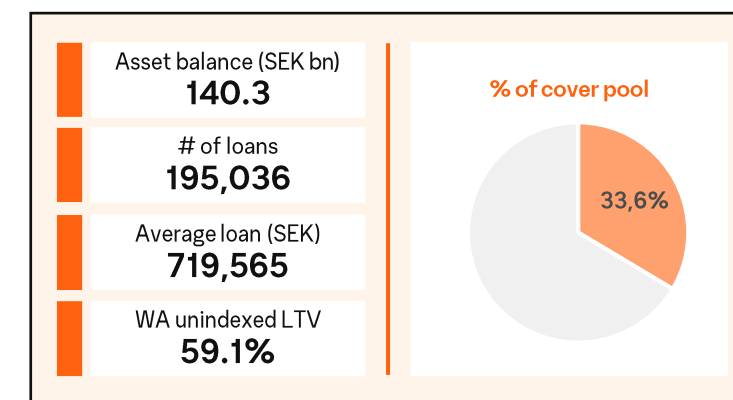 Asset balance (SEK bn)
140.3
# of loans
195,036
Average loan (SEK)
719,565
WA unindexed LTV
59.1%
% of cover pool
33,6%